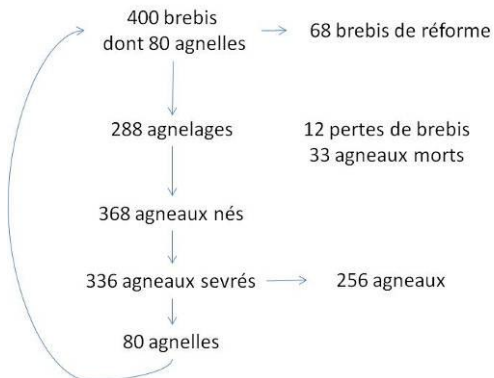 400 brebis
dont 80 agnelles
68 brebis de réforme
288 agnelages
12 pertes de brebis
33 agneaux morts
368 agneaux nés
336 agneaux sevrés
256 agneaux
80 agnelles